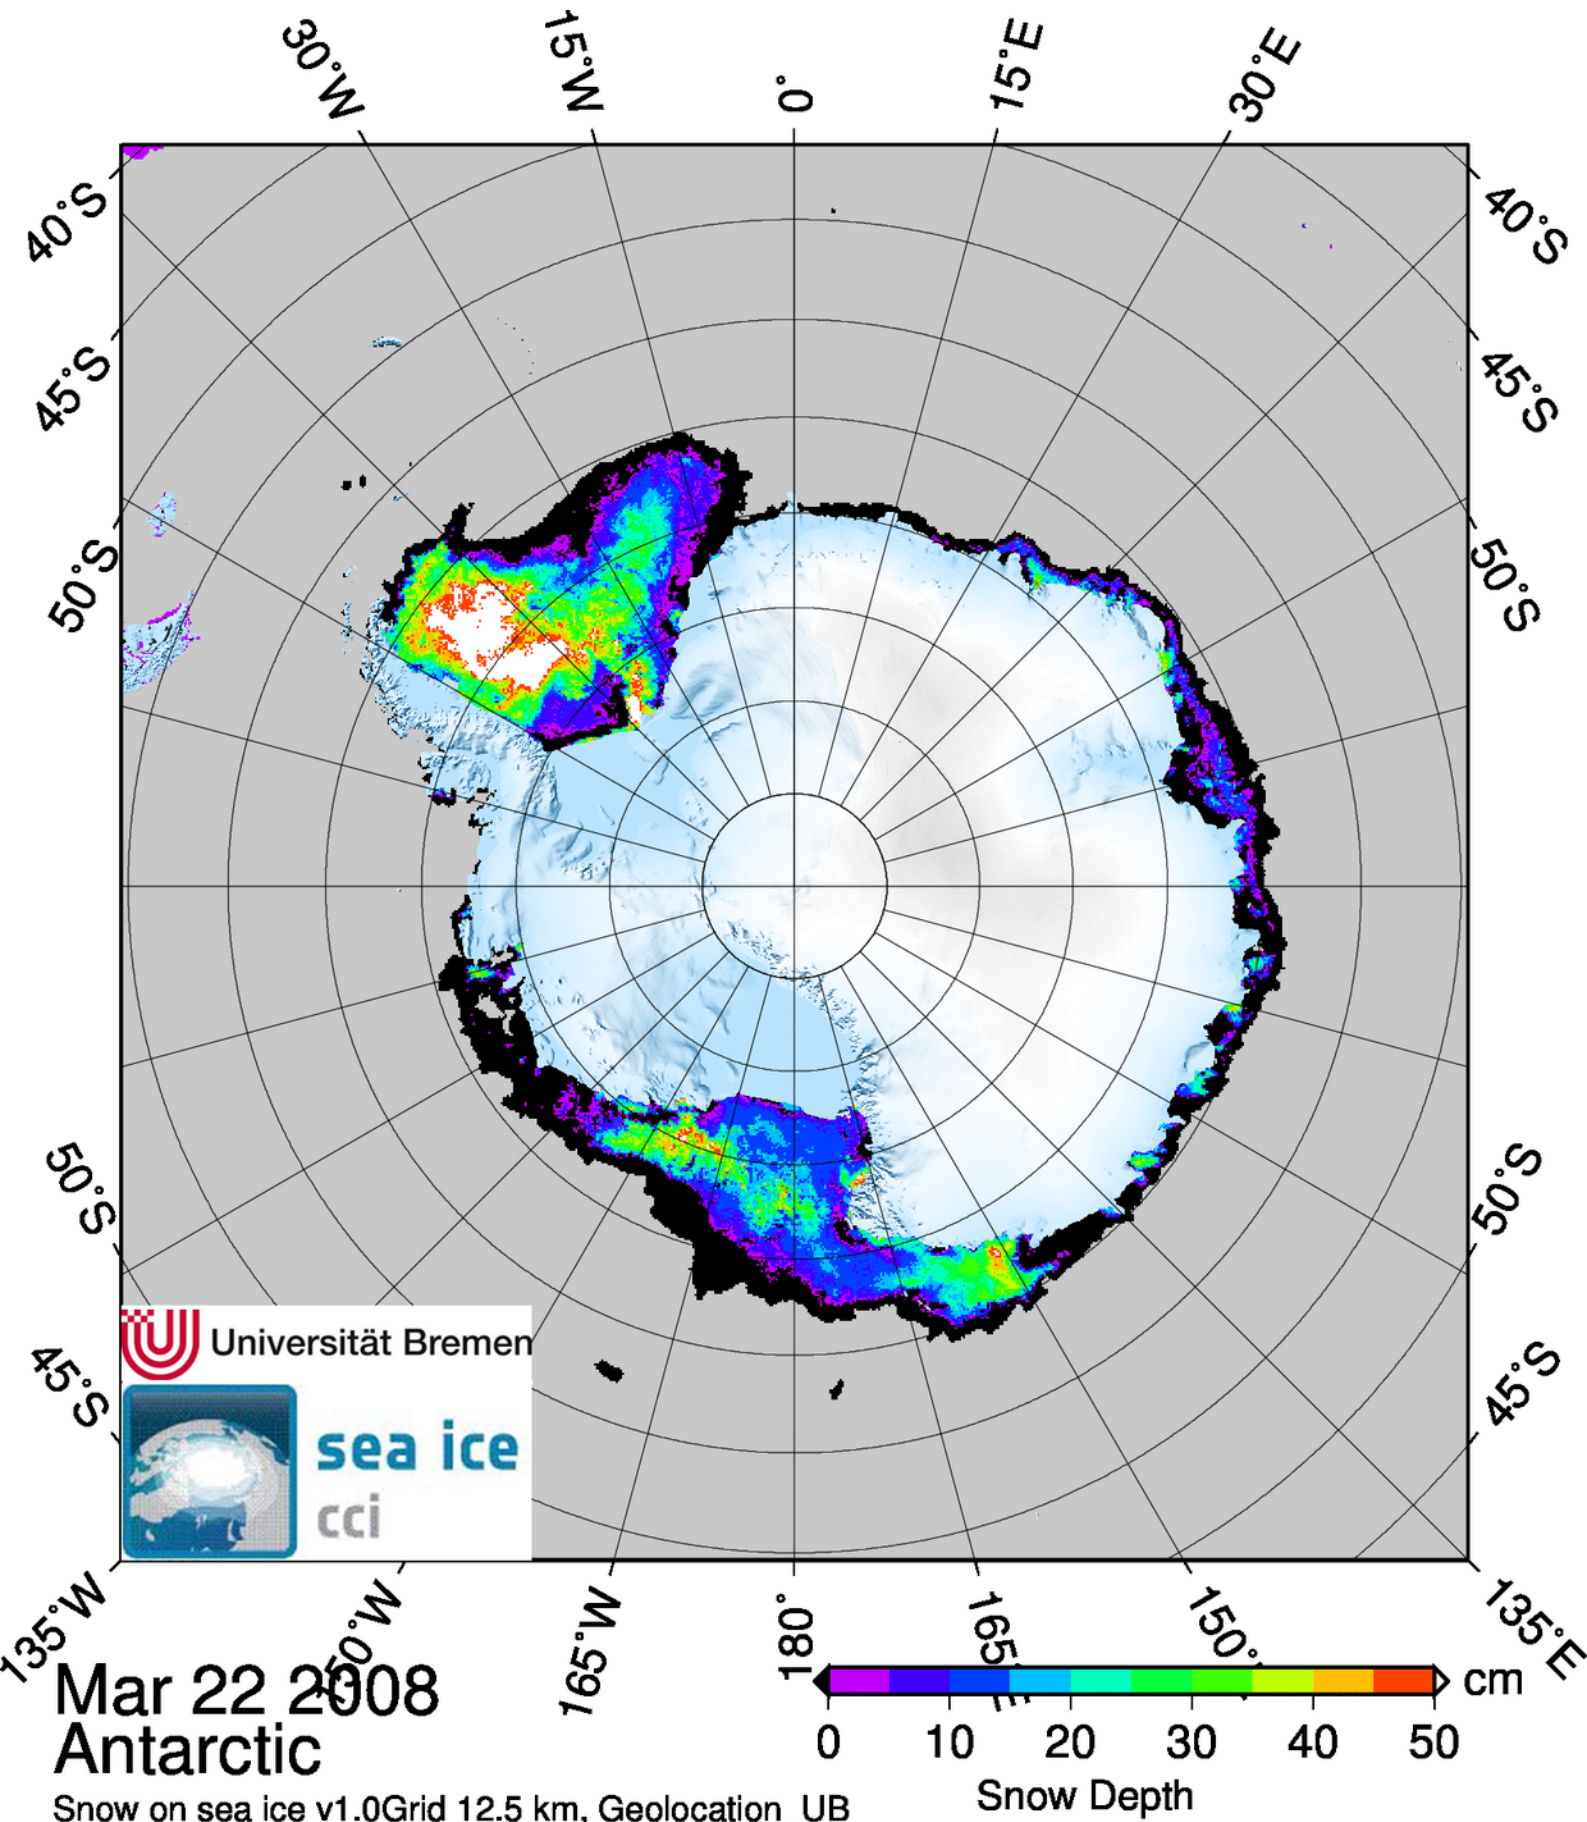 30°W 15°W 0° 15°E 30°E
40°S 40°S
45°S 45°S
50°S 50°S
50°S 50°S
45°S 45°S
Universität Bremen
sea ice
cci
135°W 150°W 165°W 180° 165°E 150° 135°E
Mar 22 2008
Antarctic
Snow on sea ice v1.0Grid 12.5 km, Geolocation UB
cm
0 10 20 30 40 50
Snow Depth